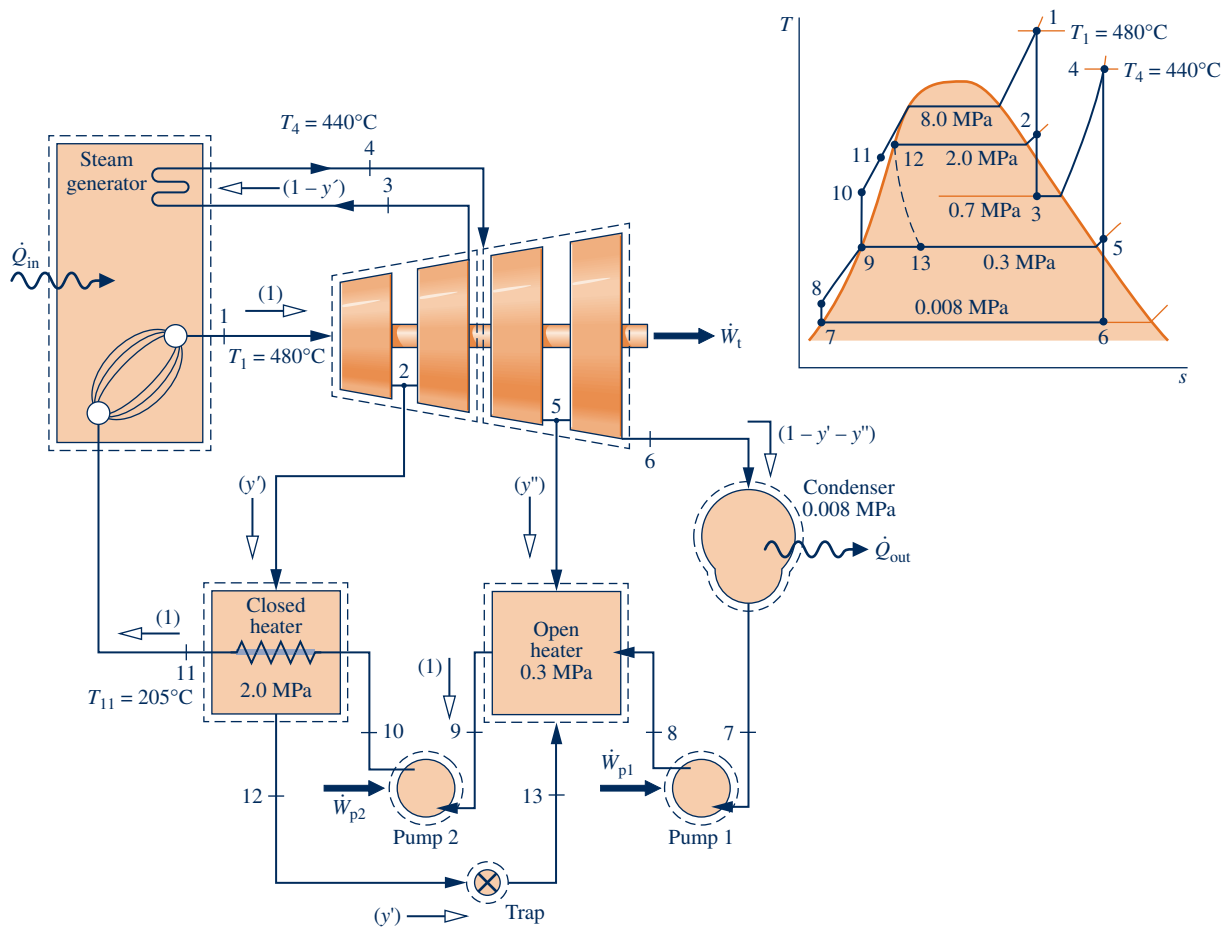 T
1
T₁ = 480°C
4
T₄ = 440°C
8.0 MPa
2
11
12
2.0 MPa
10
0.7 MPa
3
9
13
0.3 MPa
5
8
0.008 MPa
7
6
s
T₄ = 440°C
4
Steam
generator
(1 – y′)
3
Q̇in
(1)
1
T₁ = 480°C
Ẇt
2
5
6
(1 – y' – y")
(y′)
(y")
Condenser
0.008 MPa
Q̇out
Closed
heater
2.0 MPa
(1)
11
T₁₁ = 205°C
Open
heater
0.3 MPa
(1)
10
9
8
7
12
Ẇp2
13
Ẇp1
Pump 2
Pump 1
Trap
(y')